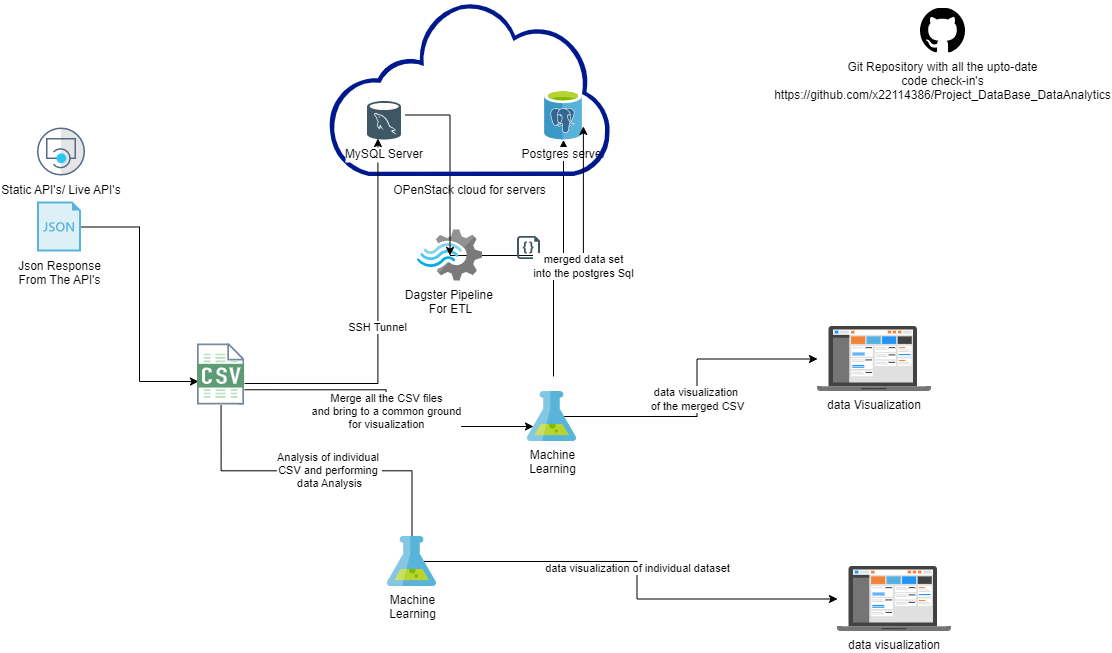 Git Repository with all the upto-date
code check-in's
https://github.com/x22114386/Project_DataBase_DataAnalytics
MySQL Server
Postgres server
OPenStack cloud for servers
Static API's/ Live API's
JSON
Json Response
From The API's
{}
merged data set
into the postgres Sql
Dagster Pipeline
For ETL
SSH Tunnel
CSV
Merge all the CSV files
and bring to a common ground
for visualization
data visualization
of the merged CSV
data Visualization
Machine
Learning
Analysis of individual
CSV and performing
data Analysis
data visualization of individual dataset
Machine
Learning
data visualization